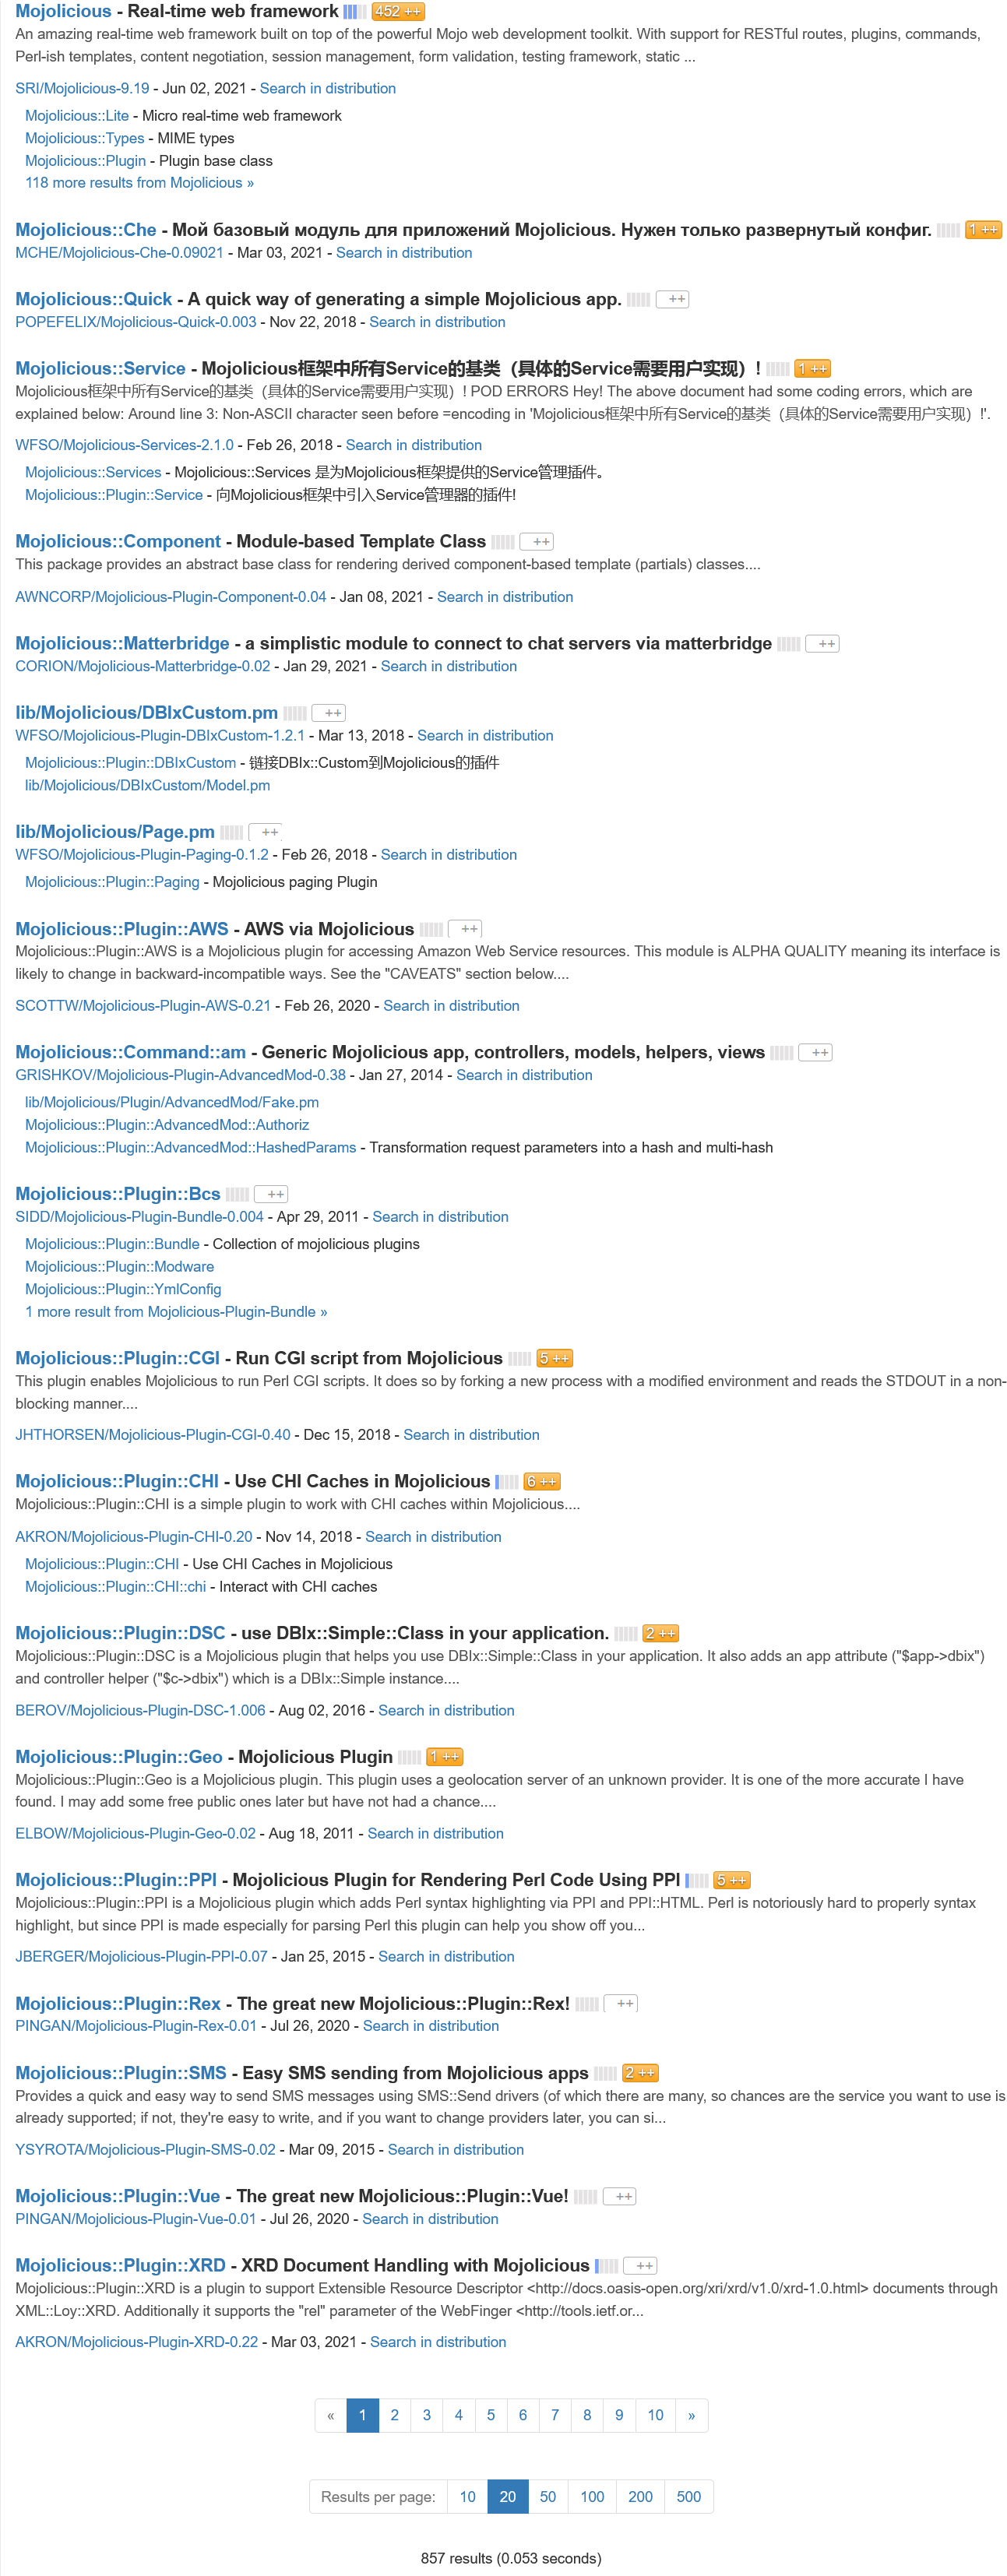 Mojolicious - Real-time web framework 452 ++
An amazing real-time web framework built on top of the powerful Mojo web development toolkit. With support for RESTful routes, plugins, commands,
Perl-ish templates, content negotiation, session management, form validation, testing framework, static ...
SRI/Mojolicious-9.19 - Jun 02, 2021 - Search in distribution
Mojolicious::Lite - Micro real-time web framework
Mojolicious::Types - MIME types
Mojolicious::Plugin - Plugin base class
118 more results from Mojolicious »
Mojolicious::Che - Мой базовый модуль для приложений Mojolicious. Нужен только развернутый конфиг. 1 ++
MCHE/Mojolicious-Che-0.09021 - Mar 03, 2021 - Search in distribution
Mojolicious::Quick - A quick way of generating a simple Mojolicious app. ++
POPEFELIX/Mojolicious-Quick-0.003 - Nov 22, 2018 - Search in distribution
Mojolicious::Service - Mojolicious框架中所有Service的基类（具体的Service需要用户实现）! 1 ++
Mojolicious框架中所有Service的基类（具体的Service需要用户实现）! POD ERRORS Hey! The above document had some coding errors, which are
explained below: Around line 3: Non-ASCII character seen before =encoding in 'Mojolicious框架中所有Service的基类（具体的Service需要用户实现）!'.
WFSO/Mojolicious-Services-2.1.0 - Feb 26, 2018 - Search in distribution
Mojolicious::Services - Mojolicious::Services 是为Mojolicious框架提供的Service管理插件。
Mojolicious::Plugin::Service - 向Mojolicious框架中引入Service管理器的插件!
Mojolicious::Component - Module-based Template Class ++
This package provides an abstract base class for rendering derived component-based template (partials) classes....
AWNCORP/Mojolicious-Plugin-Component-0.04 - Jan 08, 2021 - Search in distribution
Mojolicious::Matterbridge - a simplistic module to connect to chat servers via matterbridge ++
CORION/Mojolicious-Matterbridge-0.02 - Jan 29, 2021 - Search in distribution
lib/Mojolicious/DBIxCustom.pm ++
WFSO/Mojolicious-Plugin-DBIxCustom-1.2.1 - Mar 13, 2018 - Search in distribution
Mojolicious::Plugin::DBIxCustom - 链接DBIx::Custom到Mojolicious的插件
lib/Mojolicious/DBIxCustom/Model.pm
lib/Mojolicious/Page.pm ++
WFSO/Mojolicious-Plugin-Paging-0.1.2 - Feb 26, 2018 - Search in distribution
Mojolicious::Plugin::Paging - Mojolicious paging Plugin
Mojolicious::Plugin::AWS - AWS via Mojolicious ++
Mojolicious::Plugin::AWS is a Mojolicious plugin for accessing Amazon Web Service resources. This module is ALPHA QUALITY meaning its interface is
likely to change in backward-incompatible ways. See the "CAVEATS" section below....
SCOTTW/Mojolicious-Plugin-AWS-0.21 - Feb 26, 2020 - Search in distribution
Mojolicious::Command::am - Generic Mojolicious app, controllers, models, helpers, views ++
GRISHKOV/Mojolicious-Plugin-AdvancedMod-0.38 - Jan 27, 2014 - Search in distribution
lib/Mojolicious/Plugin/AdvancedMod/Fake.pm
Mojolicious::Plugin::AdvancedMod::Authoriz
Mojolicious::Plugin::AdvancedMod::HashedParams - Transformation request parameters into a hash and multi-hash
Mojolicious::Plugin::Bcs ++
SIDD/Mojolicious-Plugin-Bundle-0.004 - Apr 29, 2011 - Search in distribution
Mojolicious::Plugin::Bundle - Collection of mojolicious plugins
Mojolicious::Plugin::Modware
Mojolicious::Plugin::YmlConfig
1 more result from Mojolicious-Plugin-Bundle »
Mojolicious::Plugin::CGI - Run CGI script from Mojolicious 5 ++
This plugin enables Mojolicious to run Perl CGI scripts. It does so by forking a new process with a modified environment and reads the STDOUT in a non-
blocking manner....
JHTHORSEN/Mojolicious-Plugin-CGI-0.40 - Dec 15, 2018 - Search in distribution
Mojolicious::Plugin::CHI - Use CHI Caches in Mojolicious 6 ++
Mojolicious::Plugin::CHI is a simple plugin to work with CHI caches within Mojolicious....
AKRON/Mojolicious-Plugin-CHI-0.20 - Nov 14, 2018 - Search in distribution
Mojolicious::Plugin::CHI - Use CHI Caches in Mojolicious
Mojolicious::Plugin::CHI::chi - Interact with CHI caches
Mojolicious::Plugin::DSC - use DBIx::Simple::Class in your application. 2 ++
Mojolicious::Plugin::DSC is a Mojolicious plugin that helps you use DBIx::Simple::Class in your application. It also adds an app attribute ("$app->dbix")
and controller helper ("$c->dbix") which is a DBIx::Simple instance....
BEROV/Mojolicious-Plugin-DSC-1.006 - Aug 02, 2016 - Search in distribution
Mojolicious::Plugin::Geo - Mojolicious Plugin 1 ++
Mojolicious::Plugin::Geo is a Mojolicious plugin. This plugin uses a geolocation server of an unknown provider. It is one of the more accurate I have
found. I may add some free public ones later but have not had a chance....
ELBOW/Mojolicious-Plugin-Geo-0.02 - Aug 18, 2011 - Search in distribution
Mojolicious::Plugin::PPI - Mojolicious Plugin for Rendering Perl Code Using PPI 5 ++
Mojolicious::Plugin::PPI is a Mojolicious plugin which adds Perl syntax highlighting via PPI and PPI::HTML. Perl is notoriously hard to properly syntax
highlight, but since PPI is made especially for parsing Perl this plugin can help you show off you...
JBERGER/Mojolicious-Plugin-PPI-0.07 - Jan 25, 2015 - Search in distribution
Mojolicious::Plugin::Rex - The great new Mojolicious::Plugin::Rex! ++
PINGAN/Mojolicious-Plugin-Rex-0.01 - Jul 26, 2020 - Search in distribution
Mojolicious::Plugin::SMS - Easy SMS sending from Mojolicious apps 2 ++
Provides a quick and easy way to send SMS messages using SMS::Send drivers (of which there are many, so chances are the service you want to use is
already supported; if not, they're easy to write, and if you want to change providers later, you can si...
YSYROTA/Mojolicious-Plugin-SMS-0.02 - Mar 09, 2015 - Search in distribution
Mojolicious::Plugin::Vue - The great new Mojolicious::Plugin::Vue! ++
PINGAN/Mojolicious-Plugin-Vue-0.01 - Jul 26, 2020 - Search in distribution
Mojolicious::Plugin::XRD - XRD Document Handling with Mojolicious ++
Mojolicious::Plugin::XRD is a plugin to support Extensible Resource Descriptor <http://docs.oasis-open.org/xri/xrd/v1.0/xrd-1.0.html> documents through
XML::Loy::XRD. Additionally it supports the "rel" parameter of the WebFinger <http://tools.ietf.or...
AKRON/Mojolicious-Plugin-XRD-0.22 - Mar 03, 2021 - Search in distribution
« 1 2 3 4 5 6 7 8 9 10 »
Results per page: 10 20 50 100 200 500
857 results (0.053 seconds)